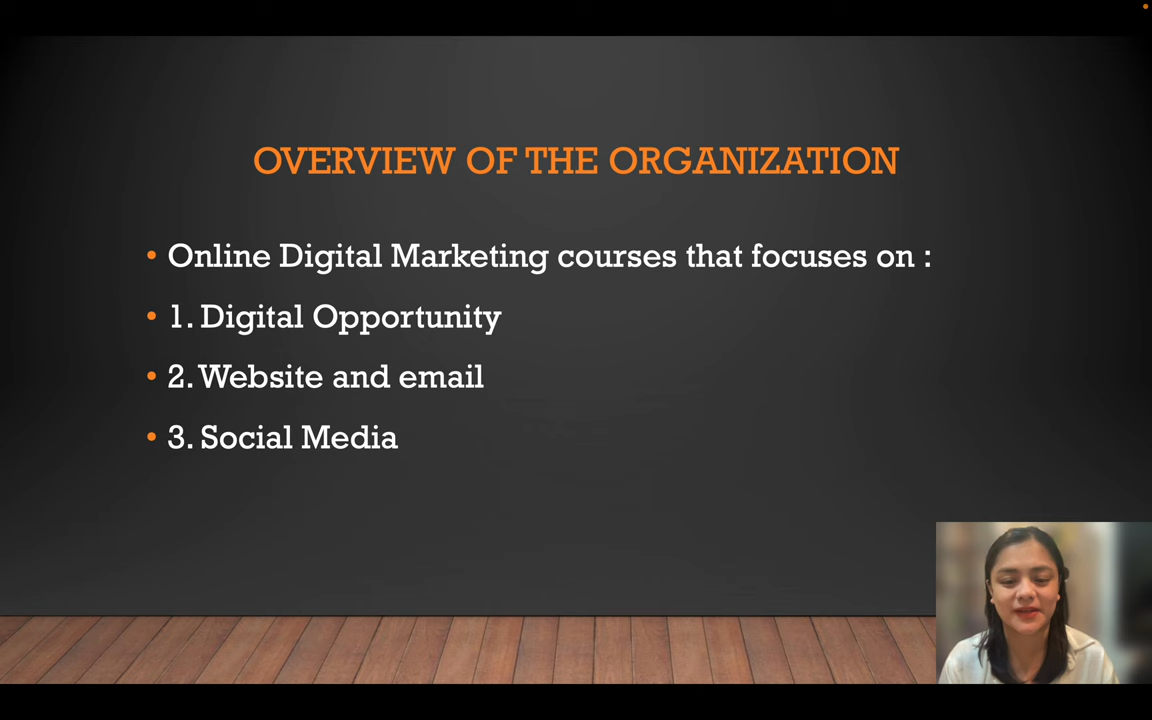 OVERVIEW OF THE ORGANIZATION
• Online Digital Marketing courses that focuses on :
• 1. Digital Opportunity
• 2. Website and email
• 3. Social Media